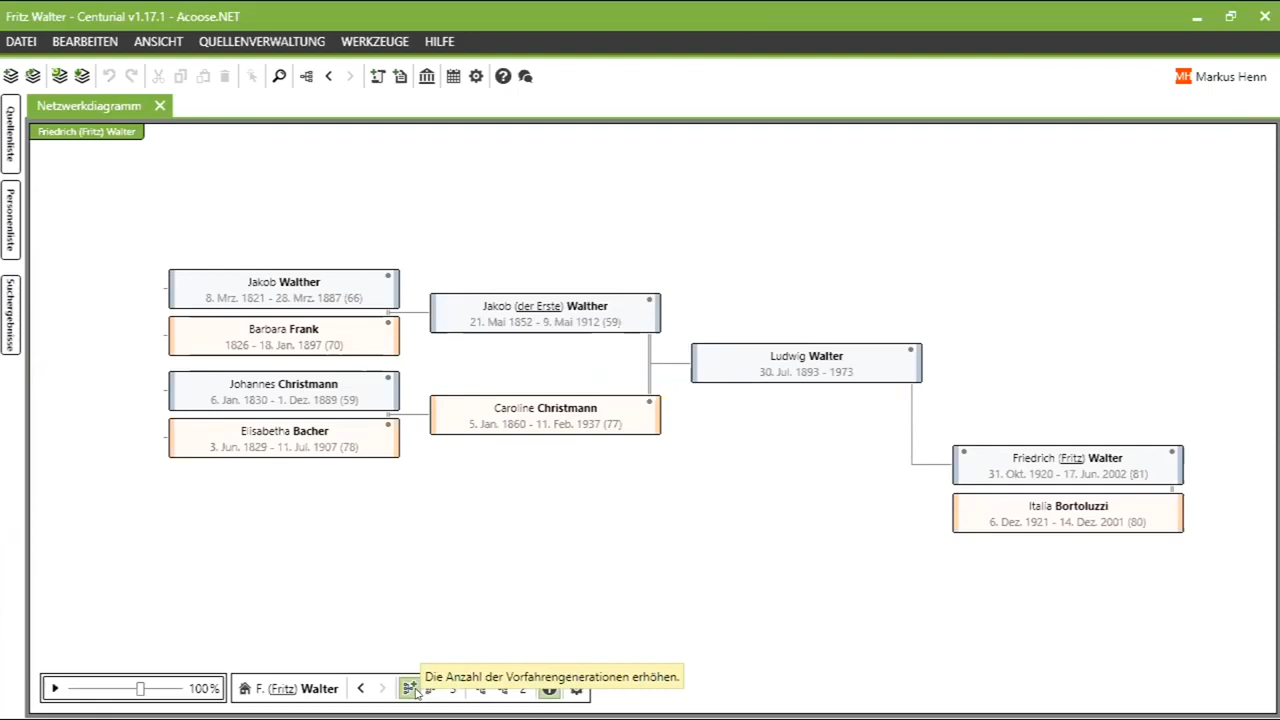 Fritz Walter - Centurial v1.17.1 - Acoose.NET
DATEI BEARBEITEN ANSICHT QUELLENVERWALTUNG WERKZEUGE HILFE
MH Markus Henn
Netzwerkdiagramm
Friedrich (Fritz) Walter
Quellenliste
Personenliste
Suchergebnisse
Jakob Walther
8. Mrz. 1821 - 28. Mrz. 1887 (66)
Barbara Frank
1826 - 18. Jan. 1897 (70)
Johannes Christmann
6. Jan. 1830 - 1. Dez. 1889 (59)
Elisabetha Bacher
3. Jun. 1829 - 11. Jul. 1907 (78)
Jakob (der Erste) Walther
21. Mai 1852 - 9. Mai 1912 (59)
Caroline Christmann
5. Jan. 1860 - 11. Feb. 1937 (77)
Ludwig Walter
30. Jul. 1893 - 1973
Friedrich (Fritz) Walter
31. Okt. 1920 - 17. Jun. 2002 (81)
Italia Bortoluzzi
6. Dez. 1921 - 14. Dez. 2001 (80)
Die Anzahl der Vorfahrengenerationen erhöhen.
100% F. (Fritz) Walter